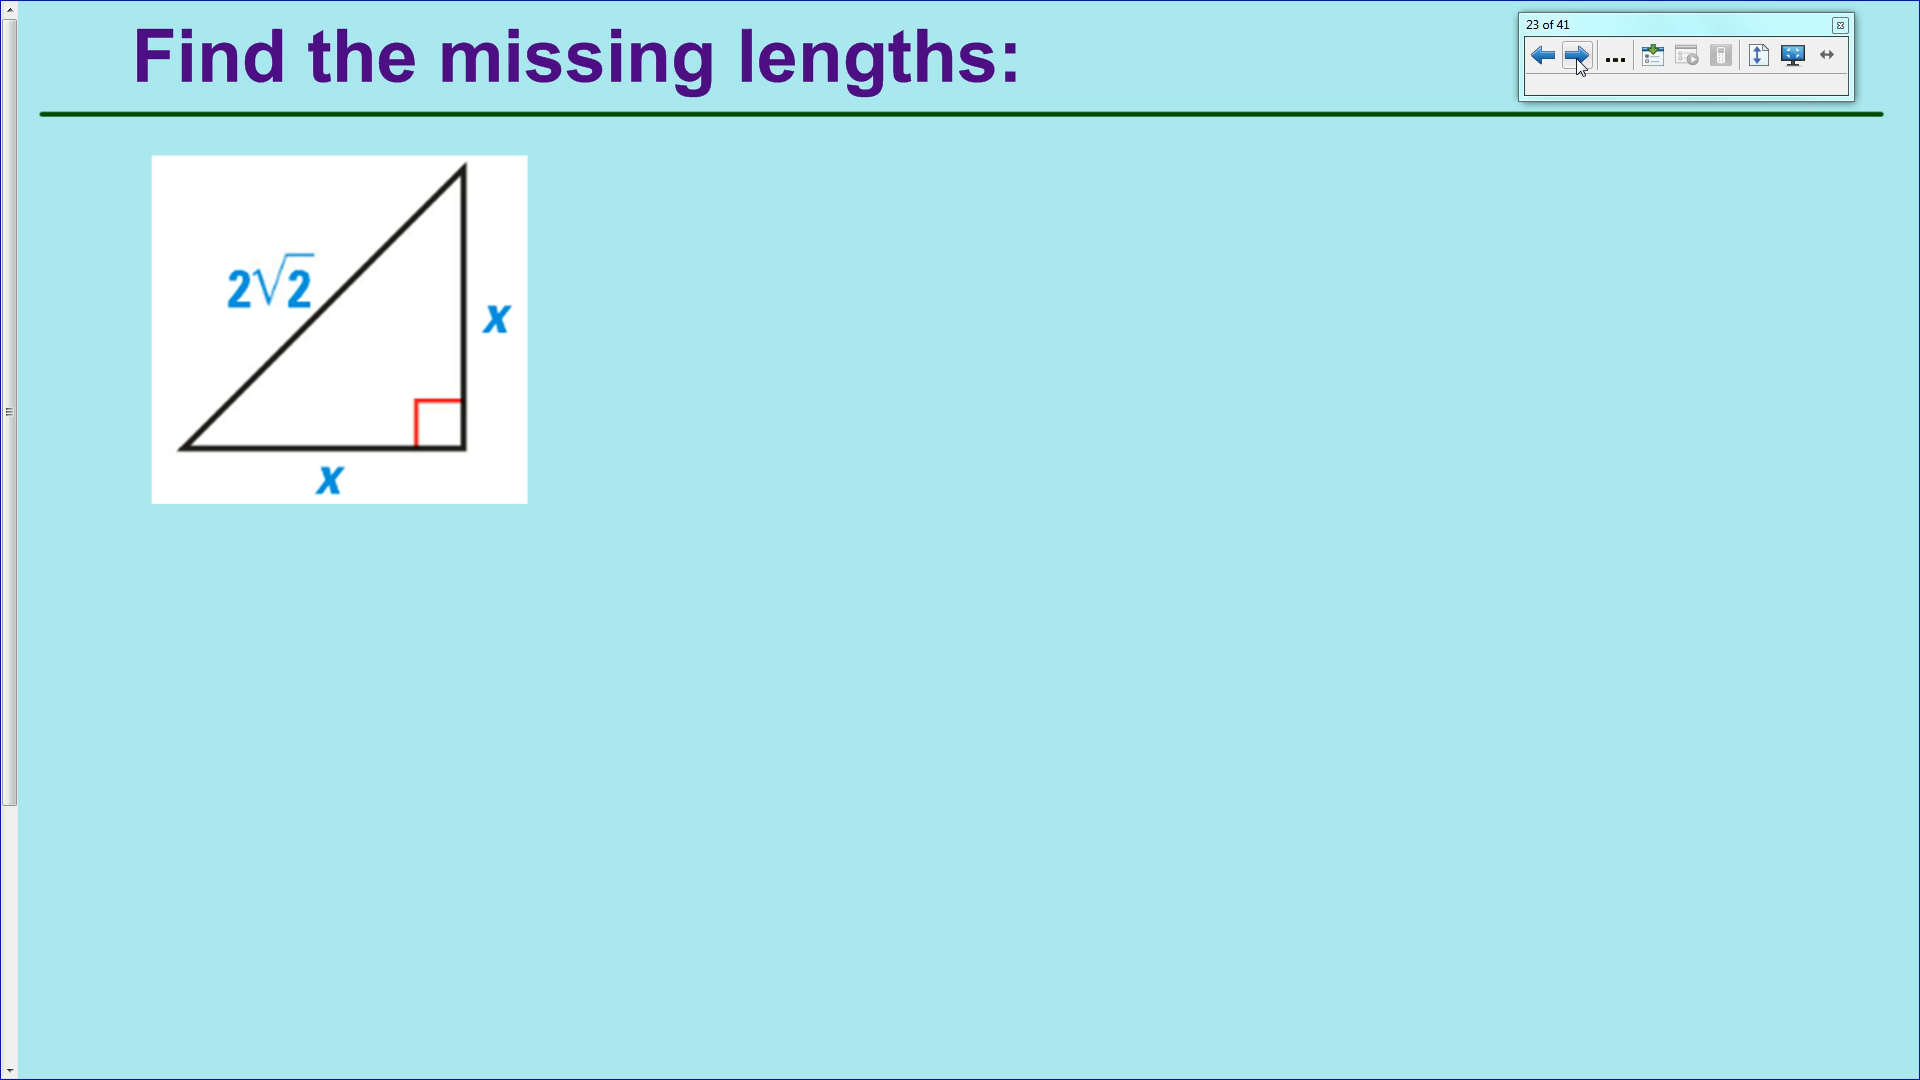 Find the missing lengths:
23 of 41
2√2
x
x